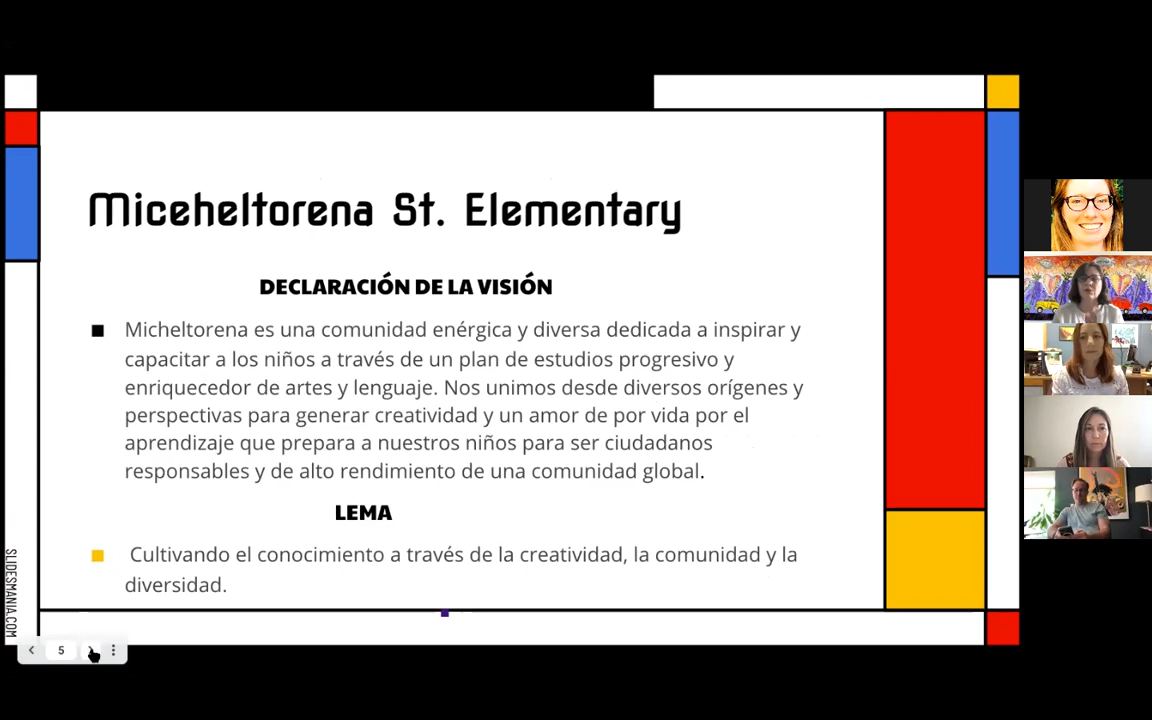 Miceheltorena St. Elementary
DECLARACIÓN DE LA VISIÓN
Micheltorena es una comunidad enérgica y diversa dedicada a inspirar y
capacitar a los niños a través de un plan de estudios progresivo y
enriquecedor de artes y lenguaje. Nos unimos desde diversos orígenes y
perspectivas para generar creatividad y un amor de por vida por el
aprendizaje que prepara a nuestros niños para ser ciudadanos
responsables y de alto rendimiento de una comunidad global.
LEMA
Cultivando el conocimiento a través de la creatividad, la comunidad y la
diversidad.
SLIDESMANIA.COM
5